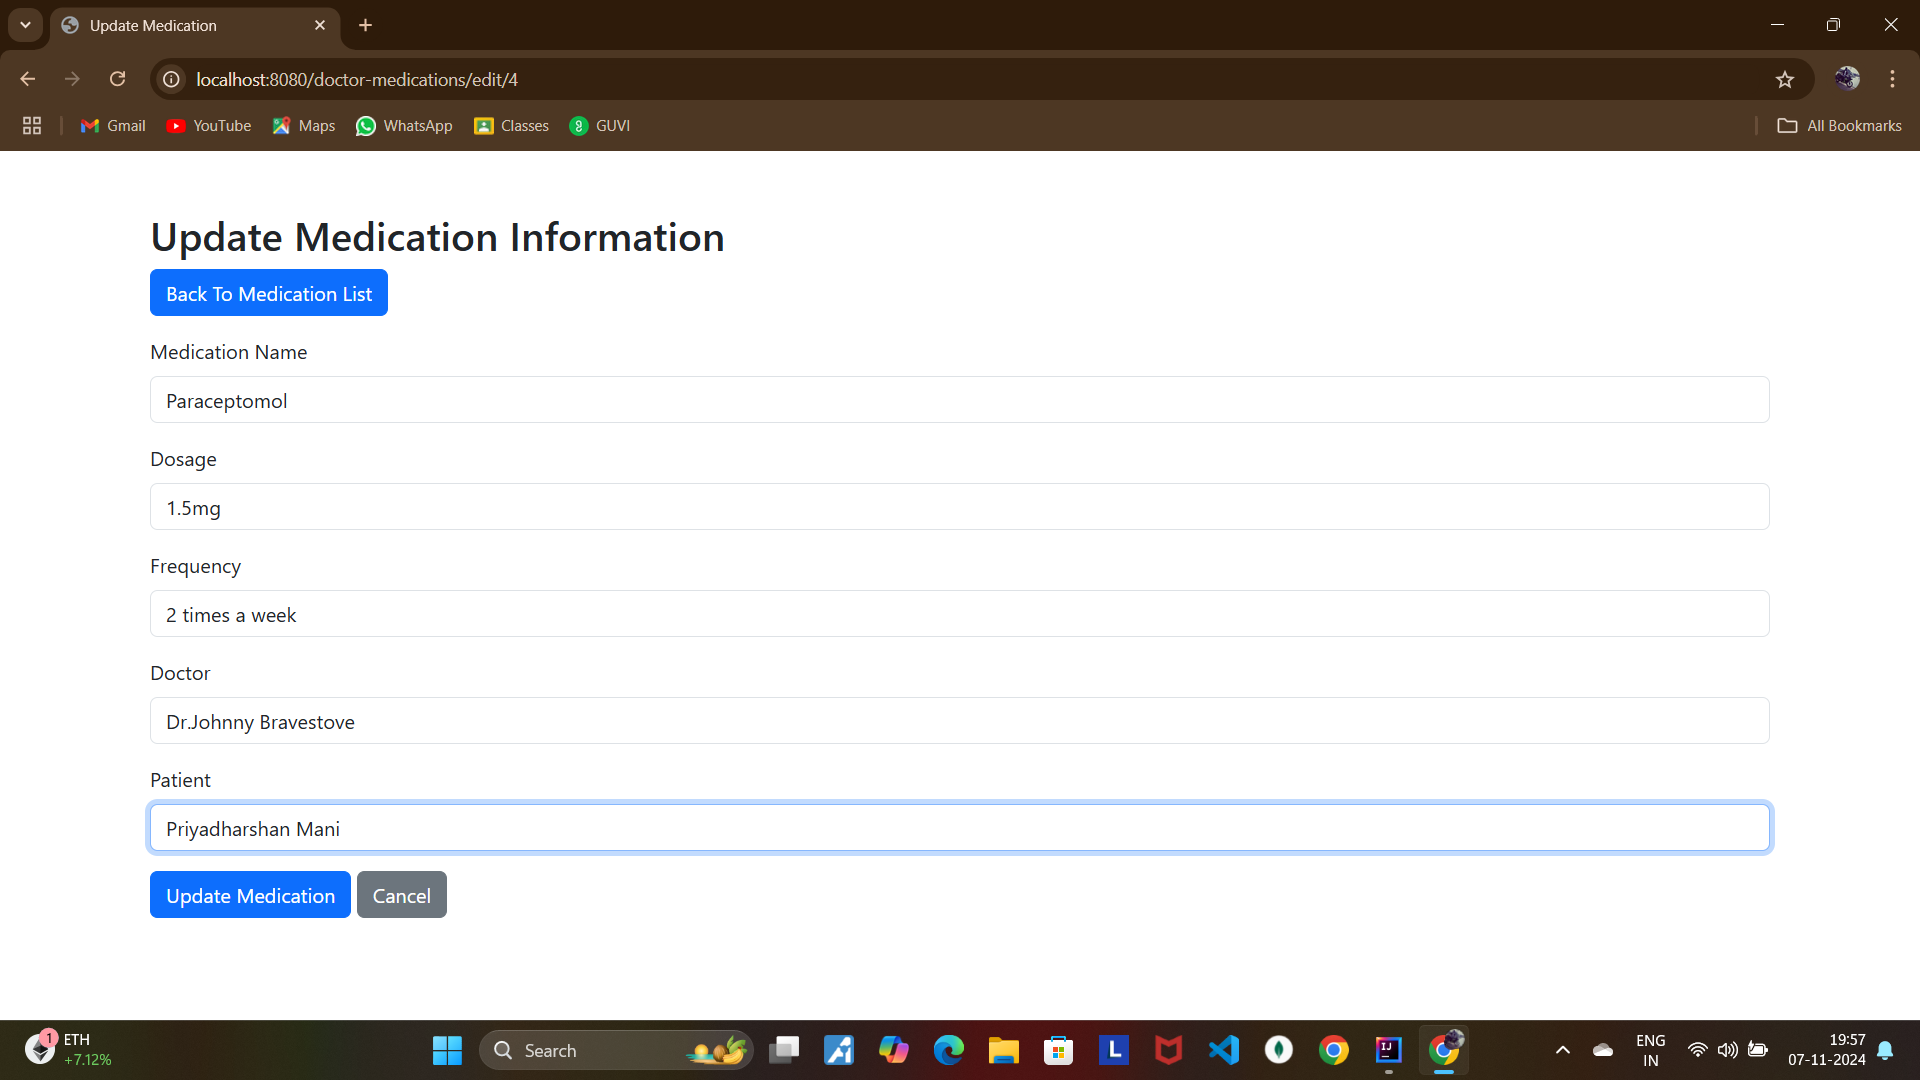 Update Medication
localhost:8080/doctor-medications/edit/4
Gmail YouTube Maps WhatsApp Classes GUVI All Bookmarks
Update Medication Information
Back To Medication List
Medication Name
Paraceptomol
Dosage
1.5mg
Frequency
2 times a week
Doctor
Dr.Johnny Bravestove
Patient
Priyadharshan Mani
Update Medication Cancel
1 ETH
+7.12%
Search
L
IJ
ENG
IN
19:57
07-11-2024